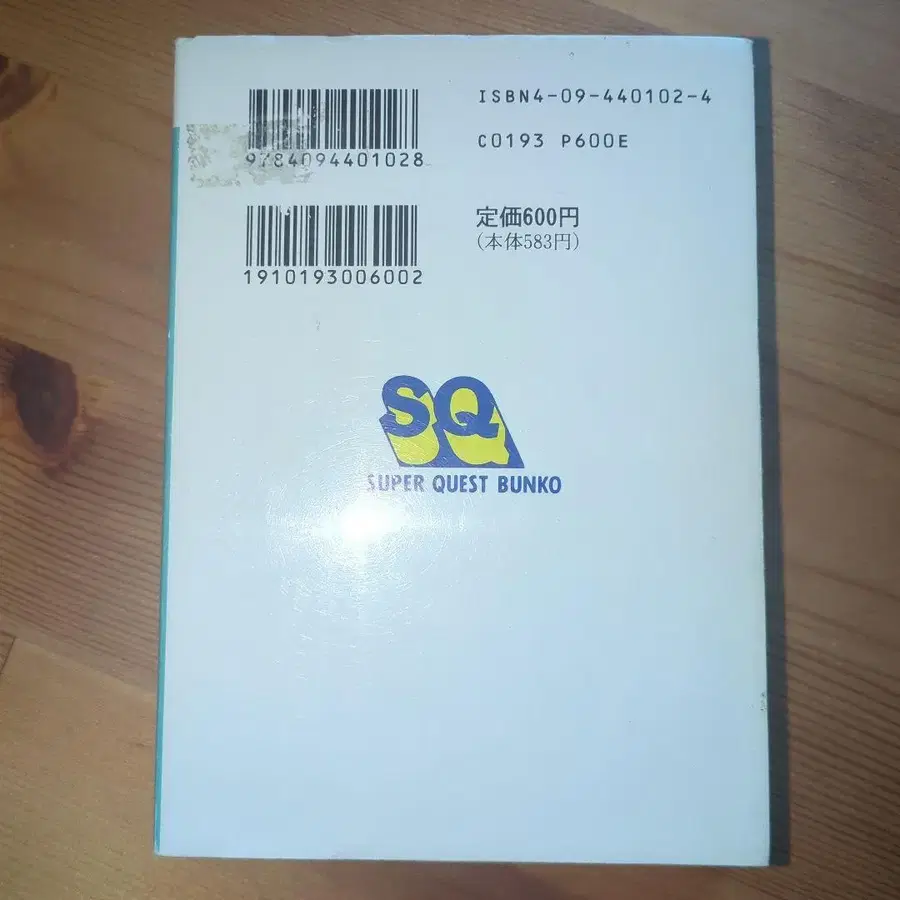 ISBN4-09-440102-4
9784094401028
C0193 P600E
定価600円
(本体583円)
1910193006002
SQ
SUPER QUEST BUNKO